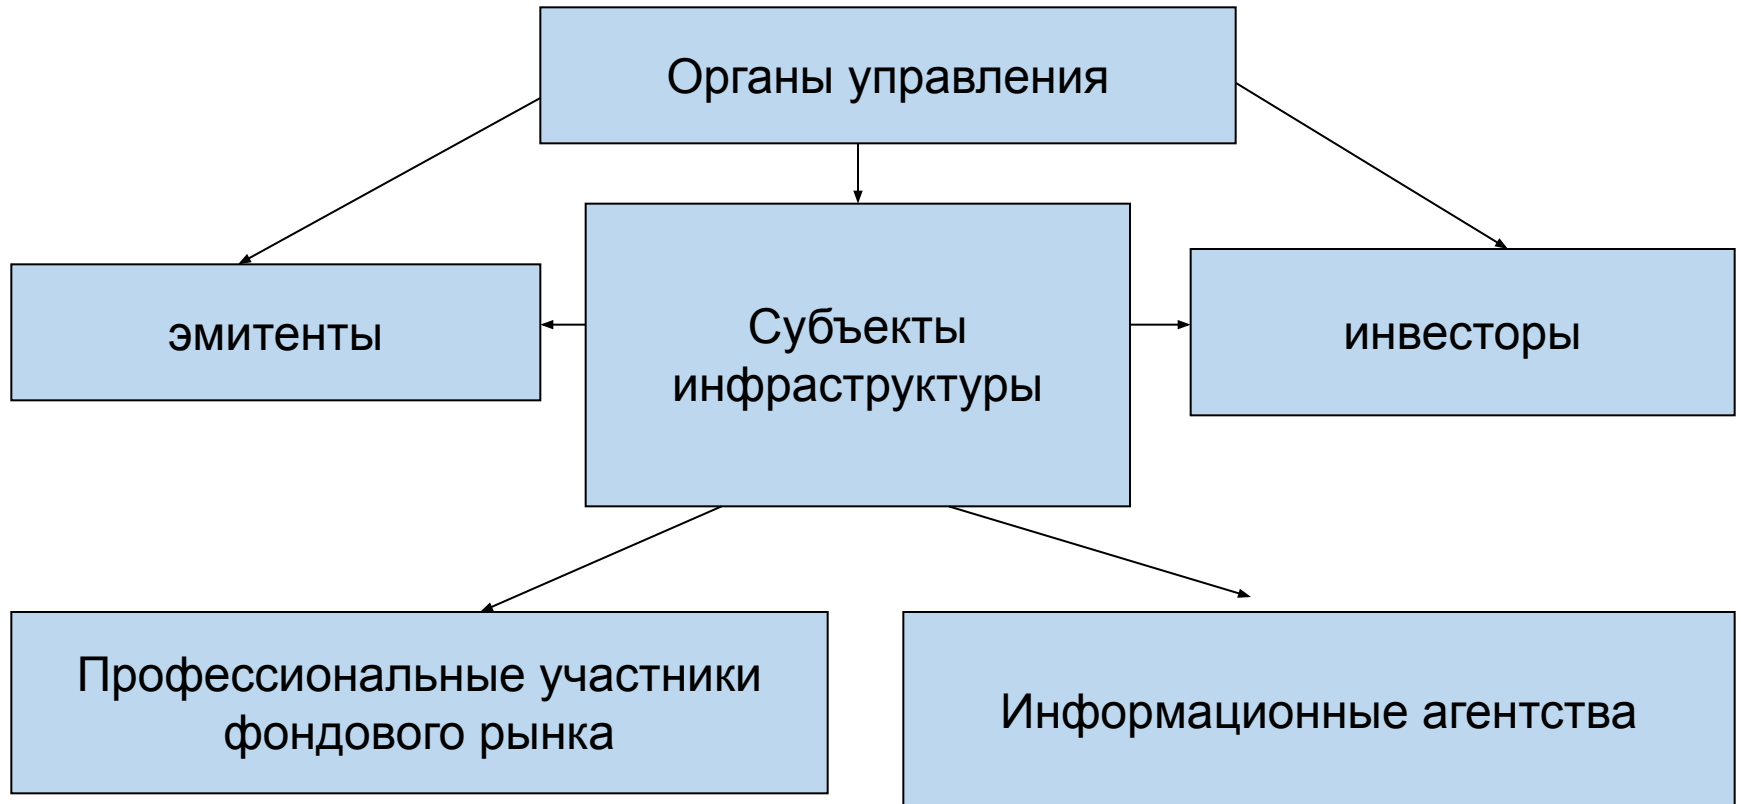 Органы управления
эмитенты
Субъекты
инфраструктуры
инвесторы
Профессиональные участники
фондового рынка
Информационные агентства